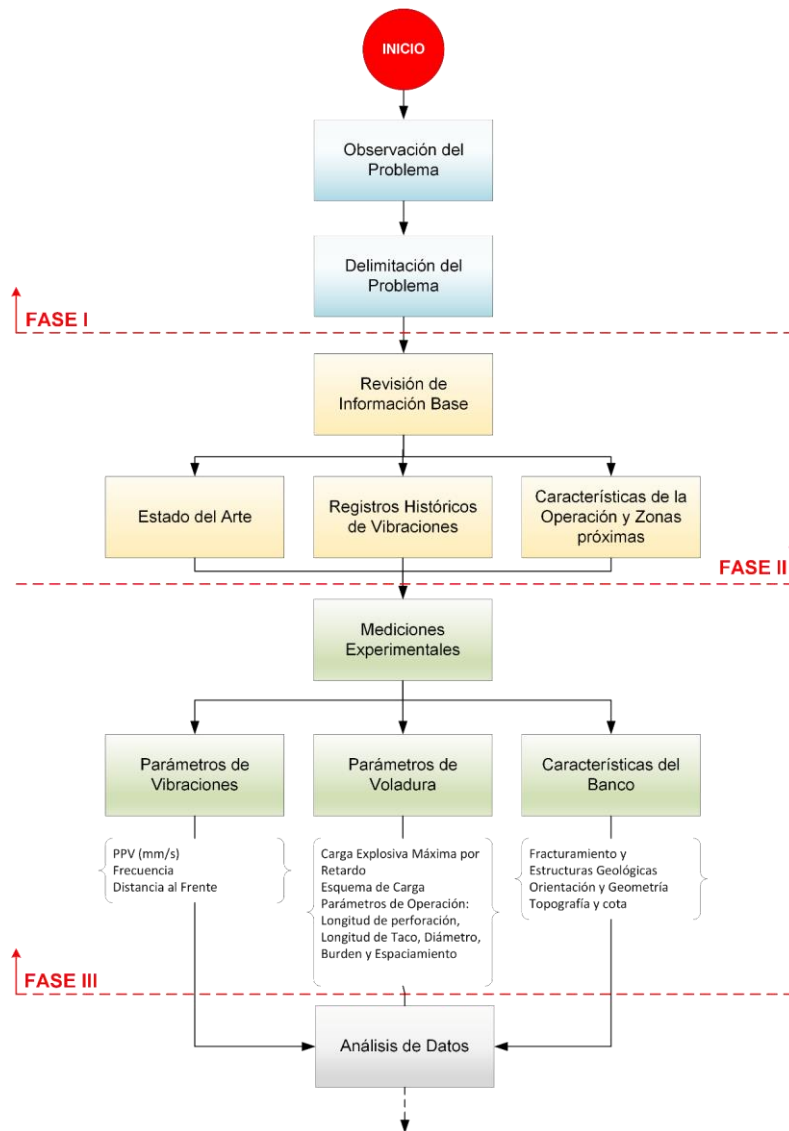 INICIO
Observación del
Problema
Delimitación del
Problema
FASE I
Revisión de
Información Base
Estado del Arte
Registros Históricos
de Vibraciones
Características de la
Operación y Zonas
próximas
FASE II
Mediciones
Experimentales
Parámetros de
Vibraciones
Parámetros de
Voladura
Características del
Banco
PPV (mm/s)
Frecuencia
Distancia al Frente
Carga Explosiva Máxima por
Retardo
Esquema de Carga
Parámetros de Operación:
Longitud de perforación,
Longitud de Taco, Diámetro,
Burden y Espaciamiento
Fracturamiento y
Estructuras Geológicas
Orientación y Geometría
Topografía y cota
FASE III
Análisis de Datos